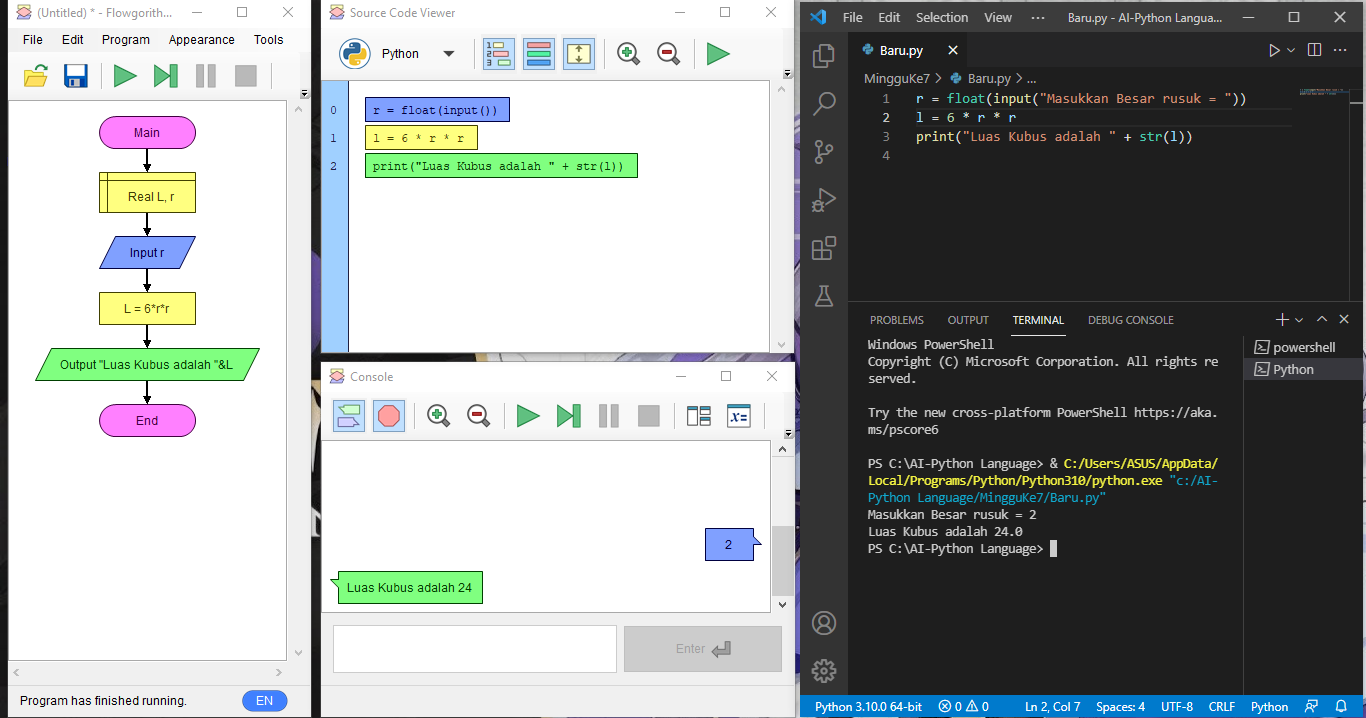 (Untitled) * - Flowgorith...
File Edit Program Appearance Tools
Main
Real L, r
Input r
L = 6*r*r
Output "Luas Kubus adalah "&L
End
Program has finished running.
EN
Source Code Viewer
Python
0 r = float(input())
1 l = 6 * r * r
2 print("Luas Kubus adalah " + str(l))
Console
2
Luas Kubus adalah 24
Enter
File Edit Selection View ··· Baru.py - AI-Python Langua...
Baru.py
MingguKe7 > Baru.py > ...
1 r = float(input("Masukkan Besar rusuk = "))
2 l = 6 * r * r
3 print("Luas Kubus adalah " + str(l))
4
PROBLEMS OUTPUT TERMINAL DEBUG CONSOLE
Windows PowerShell
Copyright (C) Microsoft Corporation. All rights re
served.
Try the new cross-platform PowerShell https://aka.
ms/pscore6
PS C:\AI-Python Language> & C:/Users/ASUS/AppData/
Local/Programs/Python/Python310/python.exe "c:/AI-
Python Language/MingguKe7/Baru.py"
Masukkan Besar rusuk = 2
Luas Kubus adalah 24.0
PS C:\AI-Python Language>
powershell
Python
Python 3.10.0 64-bit 0 0 Ln 2, Col 7 Spaces: 4 UTF-8 CRLF Python